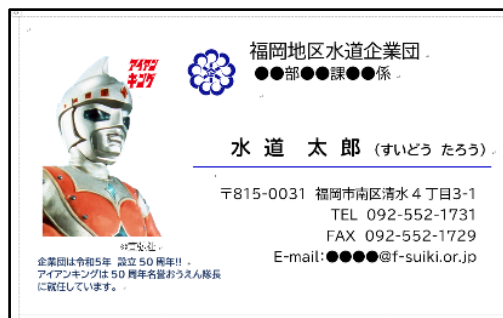 アイアン
キング
福岡地区水道企業団
●●部●●課●●係
水 道 太 郎 (すいどう たろう)
〒815-0031 福岡市南区清水4丁目3-1
TEL 092-552-1731
FAX 092-552-1729
E-mail:●●●●@f-suiki.or.jp
企業団は令和5年 設立50周年!!
アイアンキングは50周年名誉おうえん隊長
に就任しています。